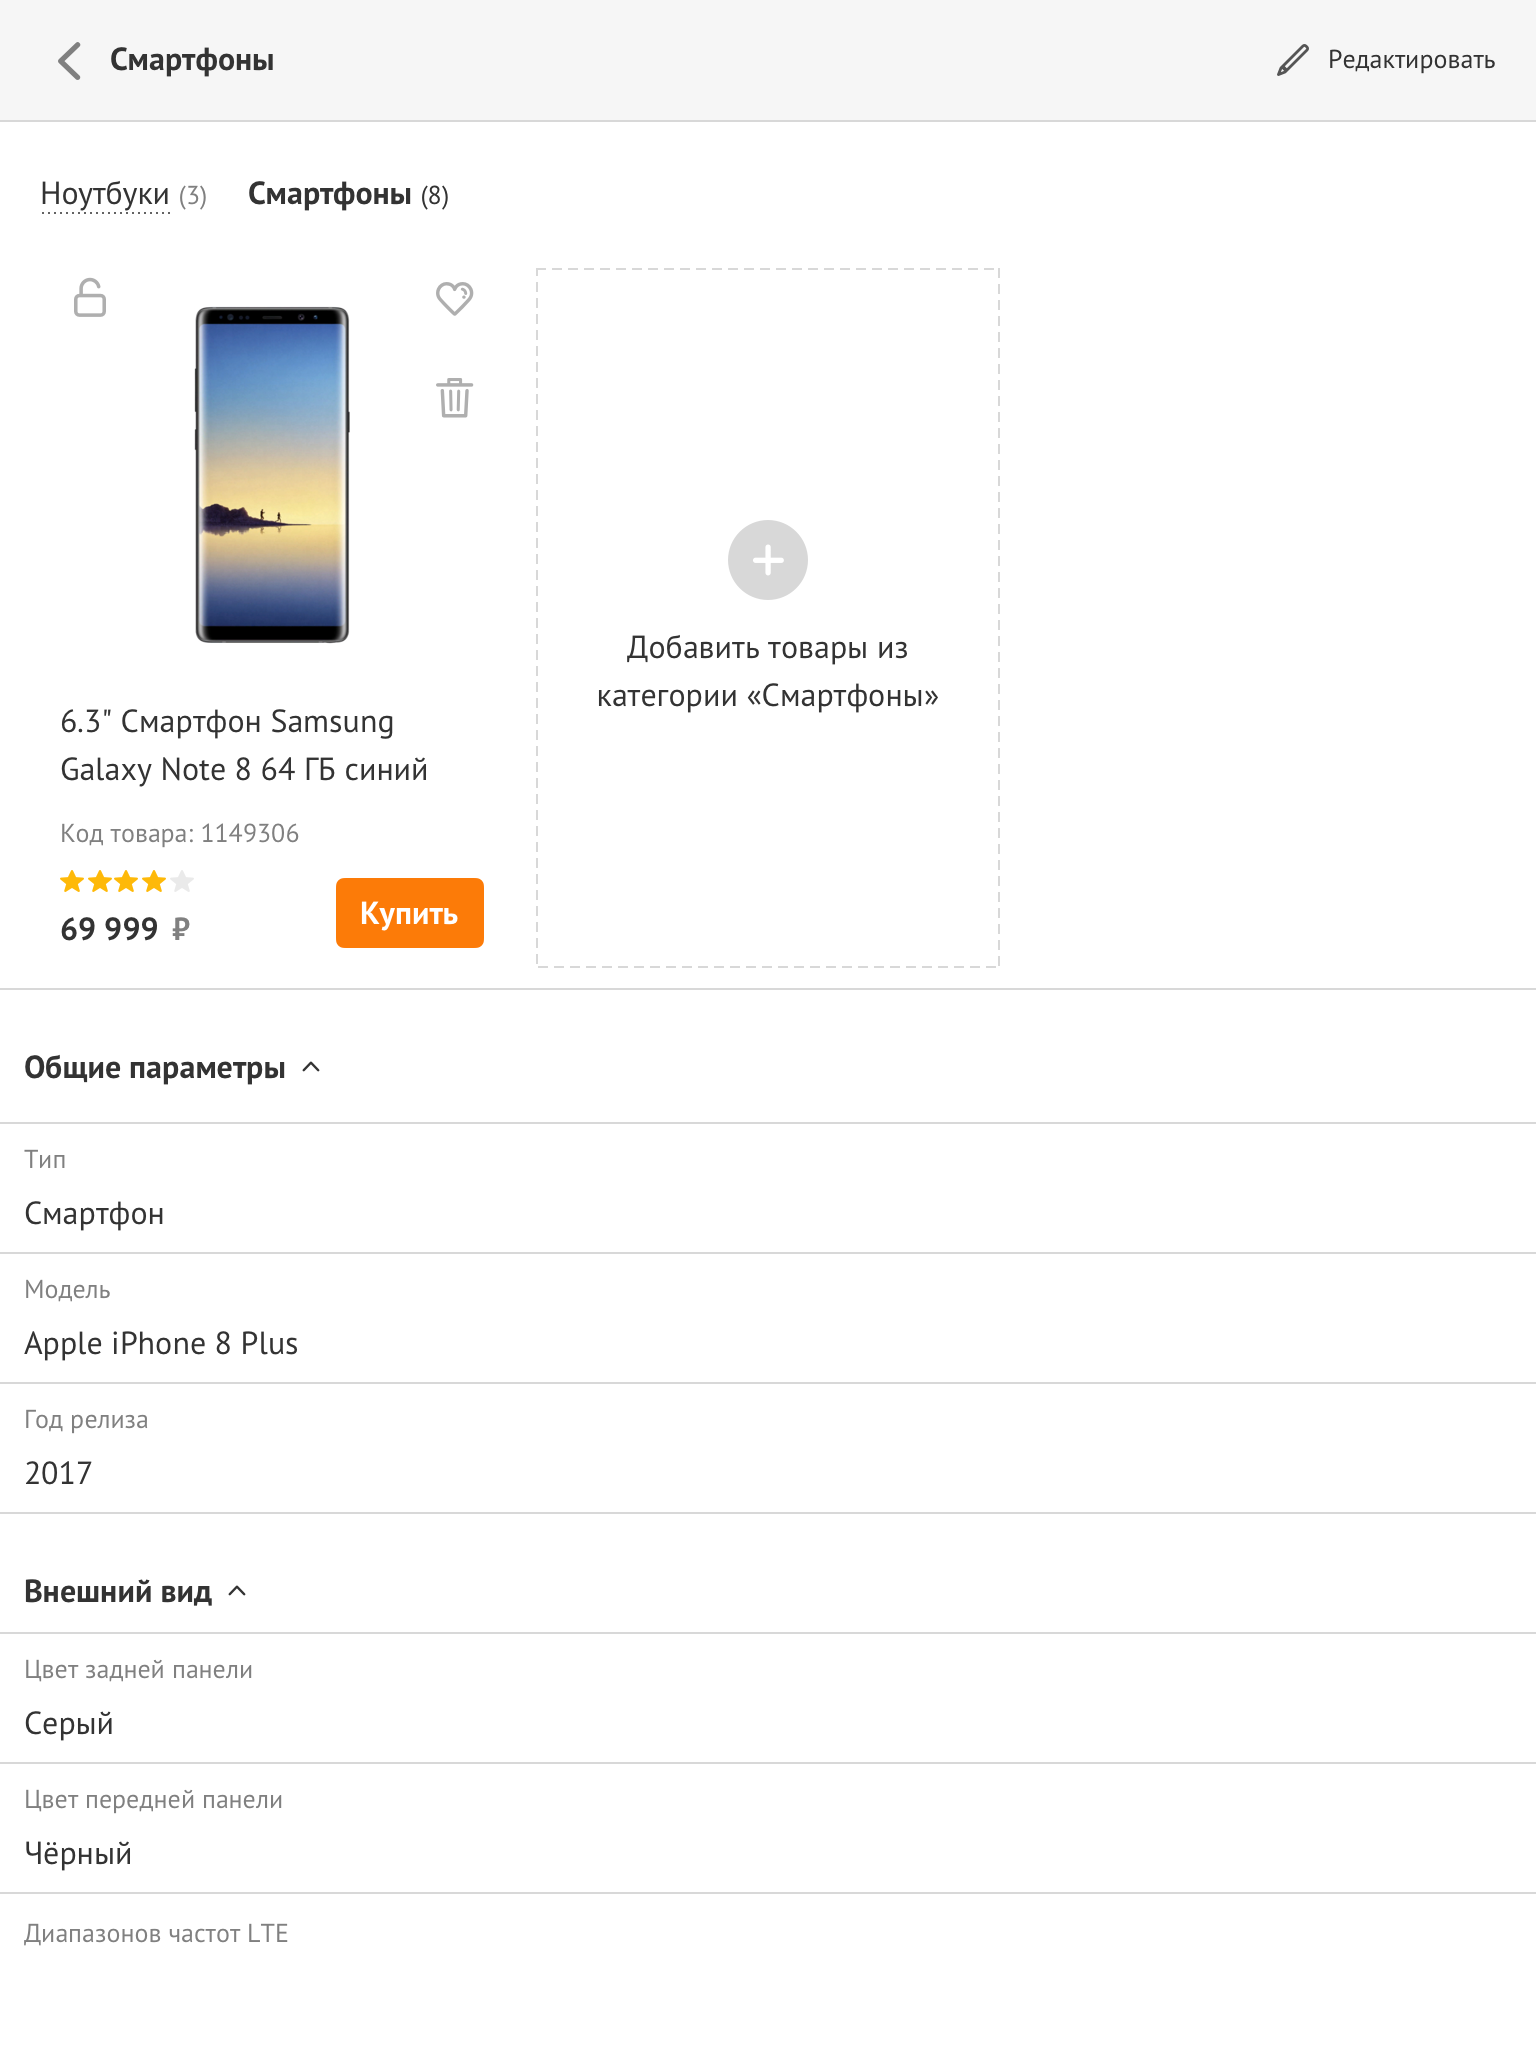 Смартфоны
Редактировать
Ноутбуки (3) Смартфоны (8)
Добавить товары из
категории «Смартфоны»
6.3" Смартфон Samsung
Galaxy Note 8 64 ГБ синий
Код товара: 1149306
69 999 ₽
Купить
Общие параметры
Тип
Смартфон
Модель
Apple iPhone 8 Plus
Год релиза
2017
Внешний вид
Цвет задней панели
Серый
Цвет передней панели
Чёрный
Диапазонов частот LTE